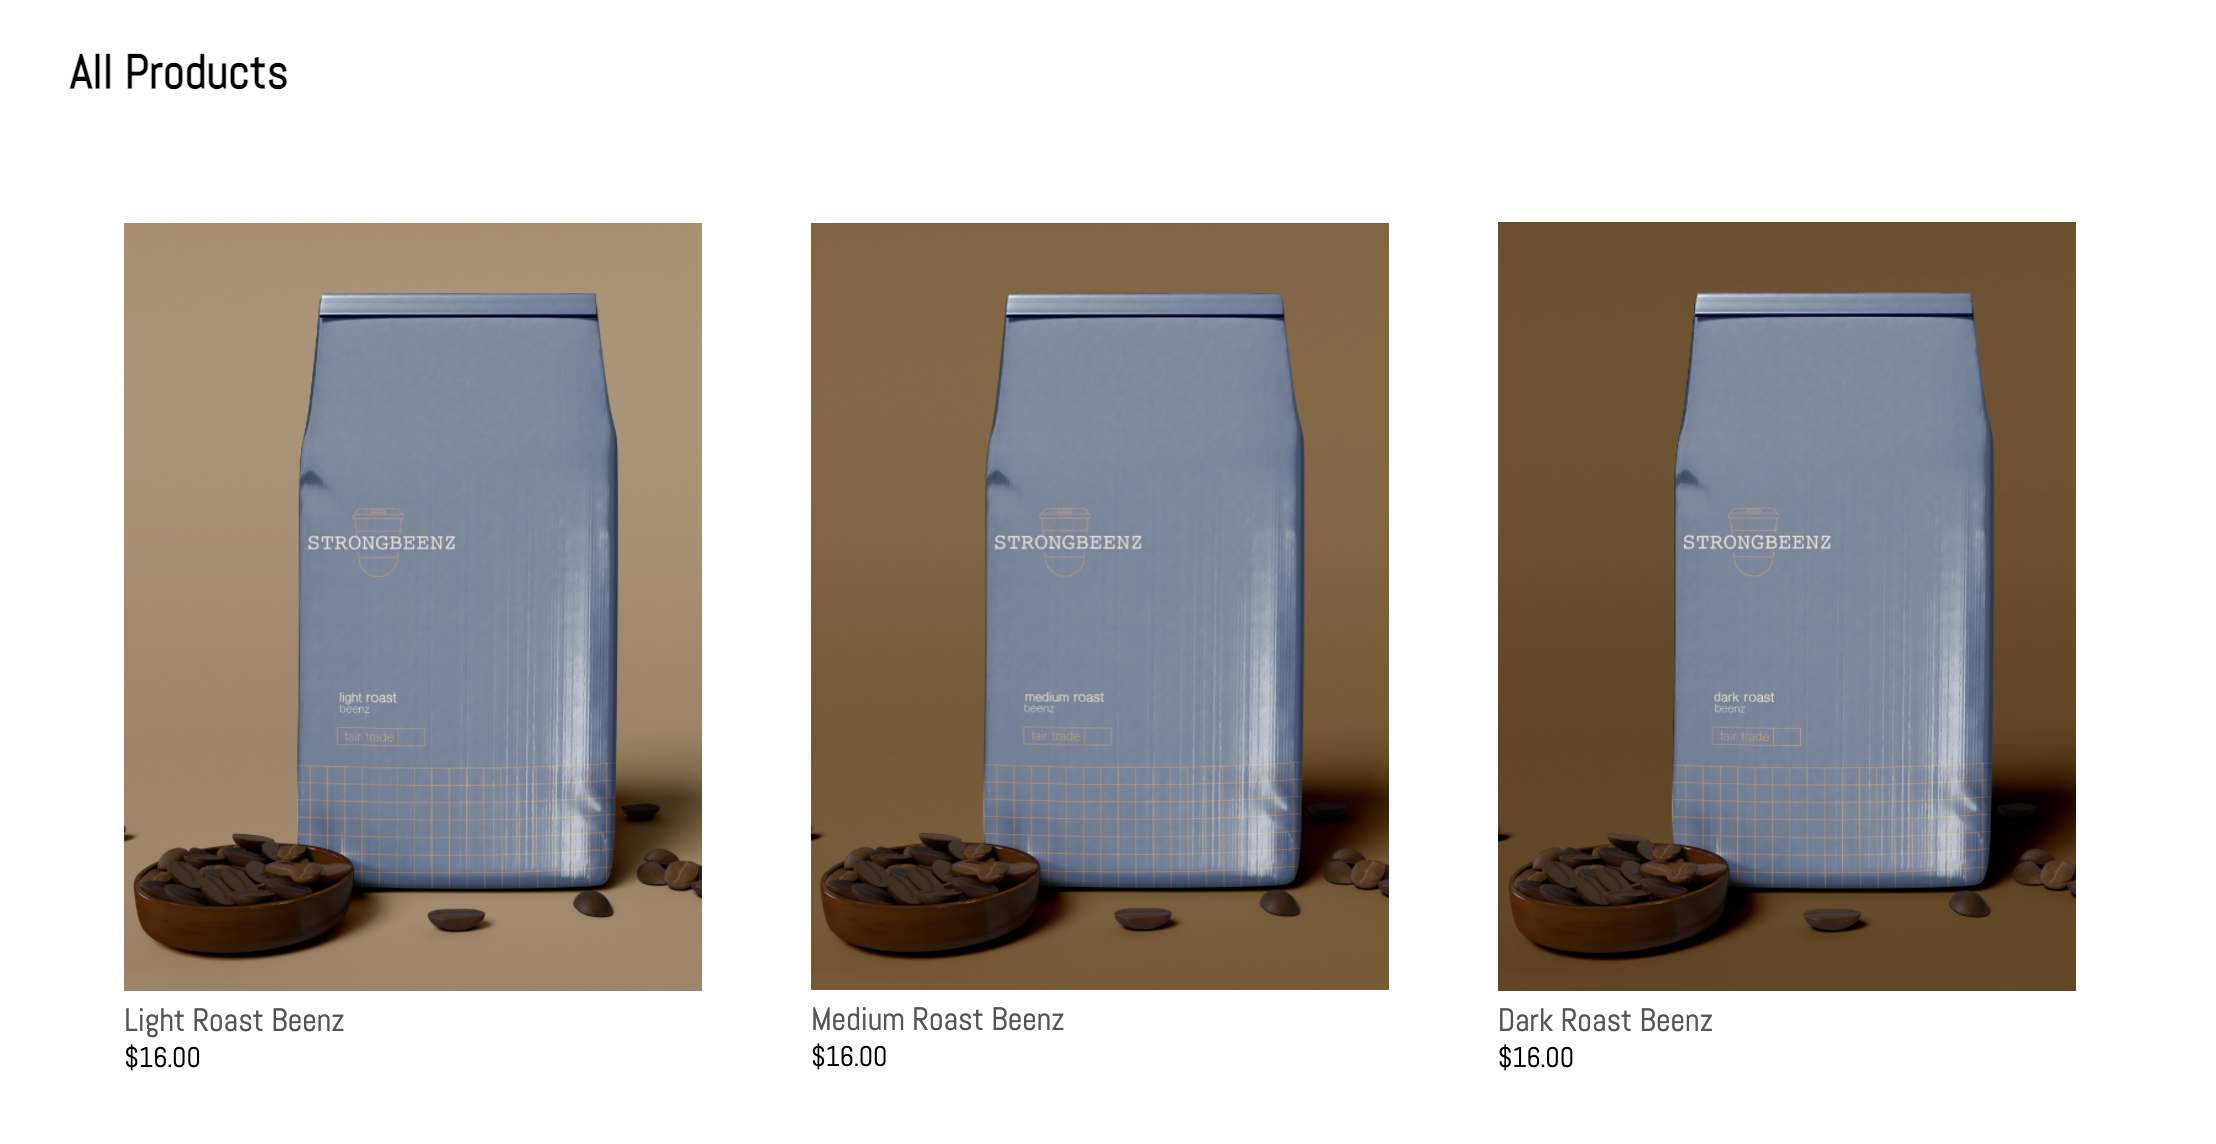 All Products
STRONGBEENZ
light roast
beenz
fair trade
STRONGBEENZ
medium roast
beenz
fair trade
STRONGBEENZ
dark roast
beenz
fair trade
Light Roast Beenz
$16.00
Medium Roast Beenz
$16.00
Dark Roast Beenz
$16.00